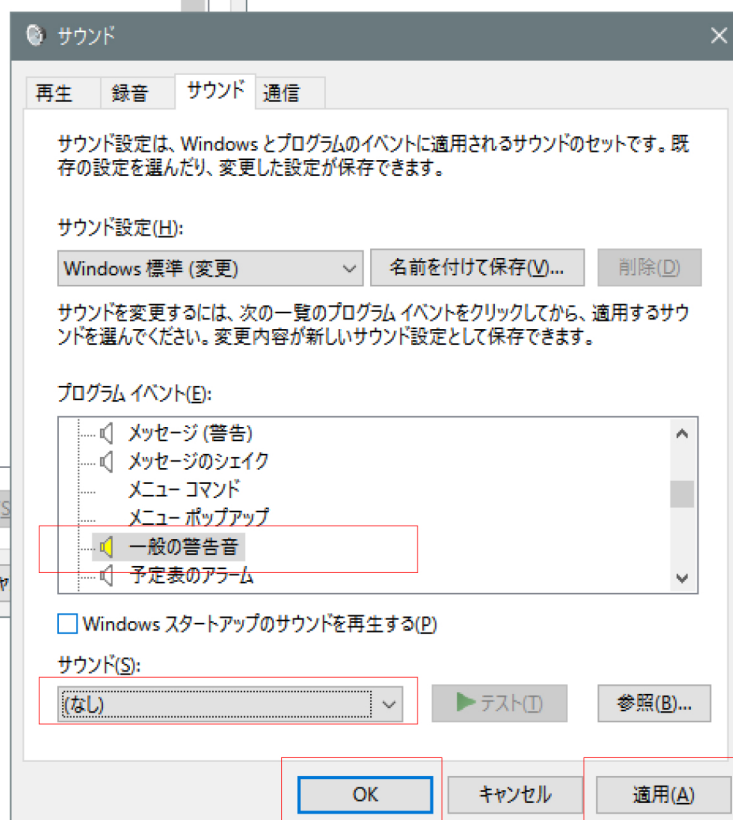 サウンド
再生 録音 サウンド 通信
サウンド設定は、Windows とプログラムのイベントに適用されるサウンドのセットです。既
存の設定を選んだり、変更した設定が保存できます。
サウンド設定(H):
Windows 標準 (変更) 名前を付けて保存(V)... 削除(D)
サウンドを変更するには、次の一覧のプログラム イベントをクリックしてから、適用するサウ
ンドを選んでください。変更内容が新しいサウンド設定として保存できます。
プログラム イベント(E):
メッセージ (警告)
メッセージのシェイク
メニュー コマンド
メニュー ポップアップ
一般の警告音
予定表のアラーム
Windows スタートアップのサウンドを再生する(P)
サウンド(S):
(なし) テスト(T) 参照(B)...
OK キャンセル 適用(A)